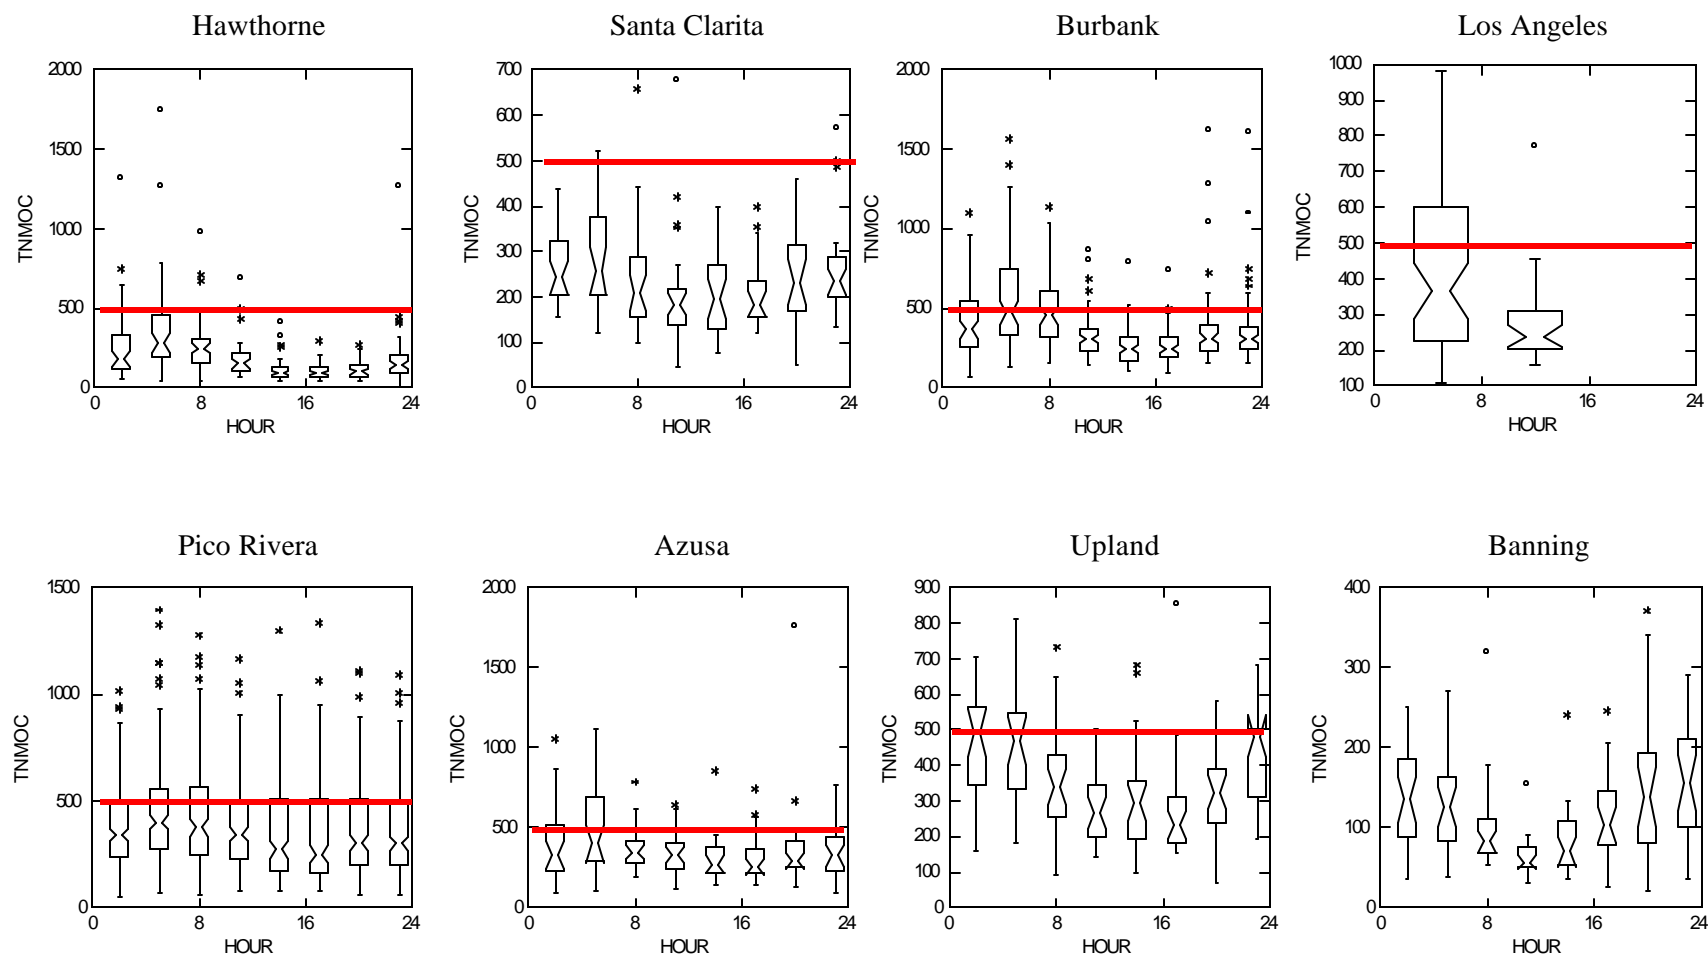 Hawthorne Santa Clarita Burbank Los Angeles
2000 1500 1000 500 0
TNMOC
0 8 16 24
HOUR
700 600 500 400 300 200 100 0
TNMOC
0 8 16 24
HOUR
2000 1500 1000 500 0
TNMOC
0 8 16 24
HOUR
1000 900 800 700 600 500 400 300 200 100
TNMOC
0 8 16 24
HOUR
Pico Rivera Azusa Upland Banning
1500 1000 500 0
TNMOC
0 8 16 24
HOUR
2000 1500 1000 500 0
TNMOC
0 8 16 24
HOUR
900 800 700 600 500 400 300 200 100 0
TNMOC
0 8 16 24
HOUR
400 300 200 100 0
TNMOC
0 8 16 24
HOUR